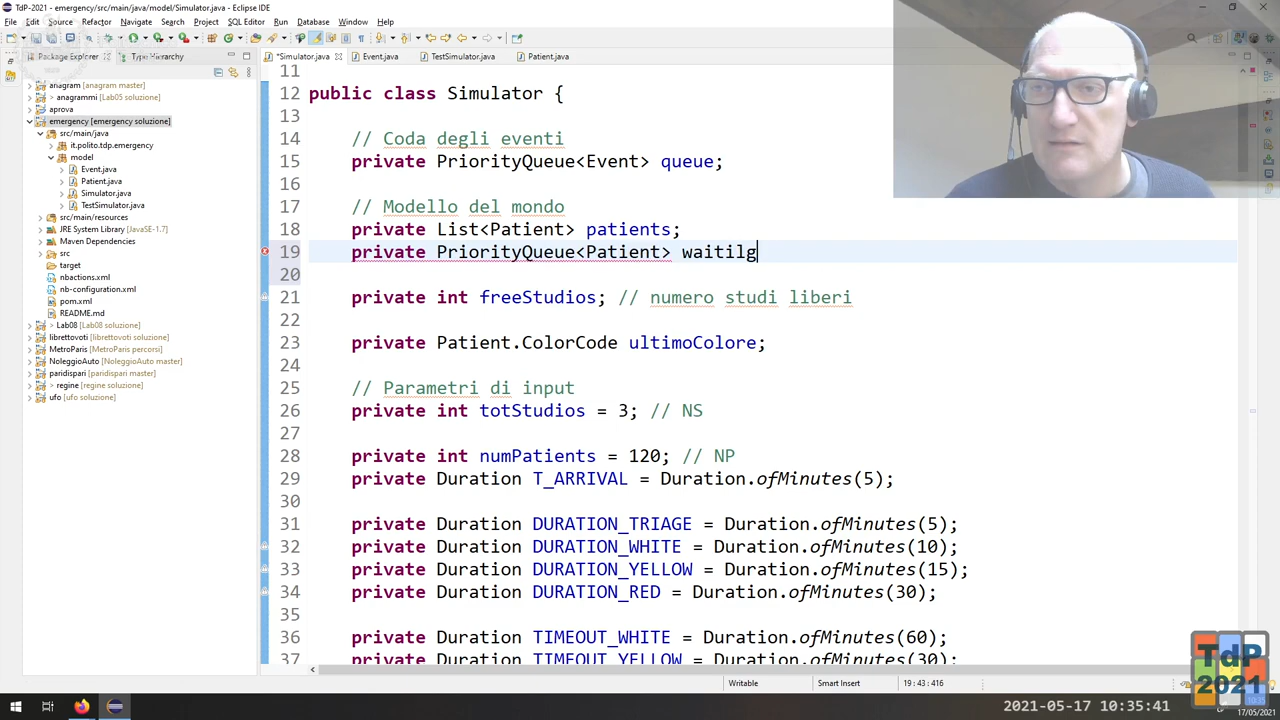 TdP-2021 - emergency/src/main/java/model/Simulator.java - Eclipse IDE
File Edit Source Refactor Navigate Search Project SQL Editor Run Database Window Help
Package Explorer Type Hierarchy
*Simulator.java Event.java TestSimulator.java Patient.java
anagram [anagram master]
> anagrammi [Lab05 soluzione]
aprova
emergency [emergency soluzione]
src/main/java
it.polito.tdp.emergency
model
Event.java
Patient.java
Simulator.java
TestSimulator.java
src/main/resources
JRE System Library [JavaSE-1.7]
Maven Dependencies
src
target
nbactions.xml
nb-configuration.xml
pom.xml
README.md
> Lab08 [Lab08 soluzione]
librettovoti [librettovoti soluzione]
MetroParis [MetroParis percorsi]
NoleggioAuto [NoleggioAuto master]
paridispari [paridispari master]
> regine [regine soluzione]
ufo [ufo soluzione]
11
12 public class Simulator {
13
14 // Coda degli eventi
15 private PriorityQueue<Event> queue;
16
17 // Modello del mondo
18 private List<Patient> patients;
19 private PriorityQueue<Patient> waitilg
20
21 private int freeStudios; // numero studi liberi
22
23 private Patient.ColorCode ultimoColore;
24
25 // Parametri di input
26 private int totStudios = 3; // NS
27
28 private int numPatients = 120; // NP
29 private Duration T_ARRIVAL = Duration.ofMinutes(5);
30
31 private Duration DURATION_TRIAGE = Duration.ofMinutes(5);
32 private Duration DURATION_WHITE = Duration.ofMinutes(10);
33 private Duration DURATION_YELLOW = Duration.ofMinutes(15);
34 private Duration DURATION_RED = Duration.ofMinutes(30);
35
36 private Duration TIMEOUT_WHITE = Duration.ofMinutes(60);
37 private Duration TIMEOUT_YELLOW = Duration.ofMinutes(30);
Writable Smart Insert 19 : 43 : 416
TdP
2021
2021-05-17 10:35:41
10:35
17/05/2021